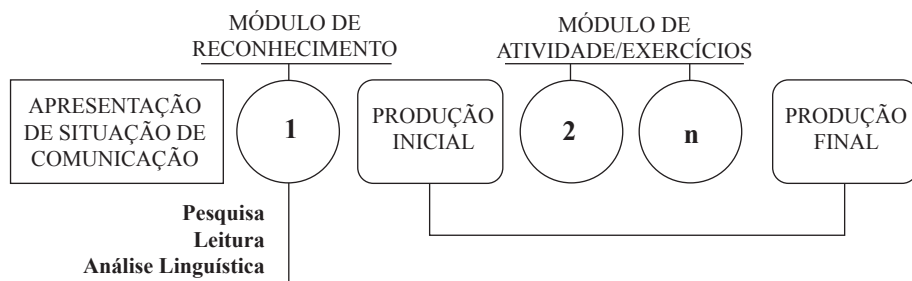 MÓDULO DE
RECONHECIMENTO
MÓDULO DE
ATIVIDADE/EXERCÍCIOS
APRESENTAÇÃO
DE SITUAÇÃO DE
COMUNICAÇÃO
1
PRODUÇÃO
INICIAL
2
n
PRODUÇÃO
FINAL
Pesquisa
Leitura
Análise Linguística